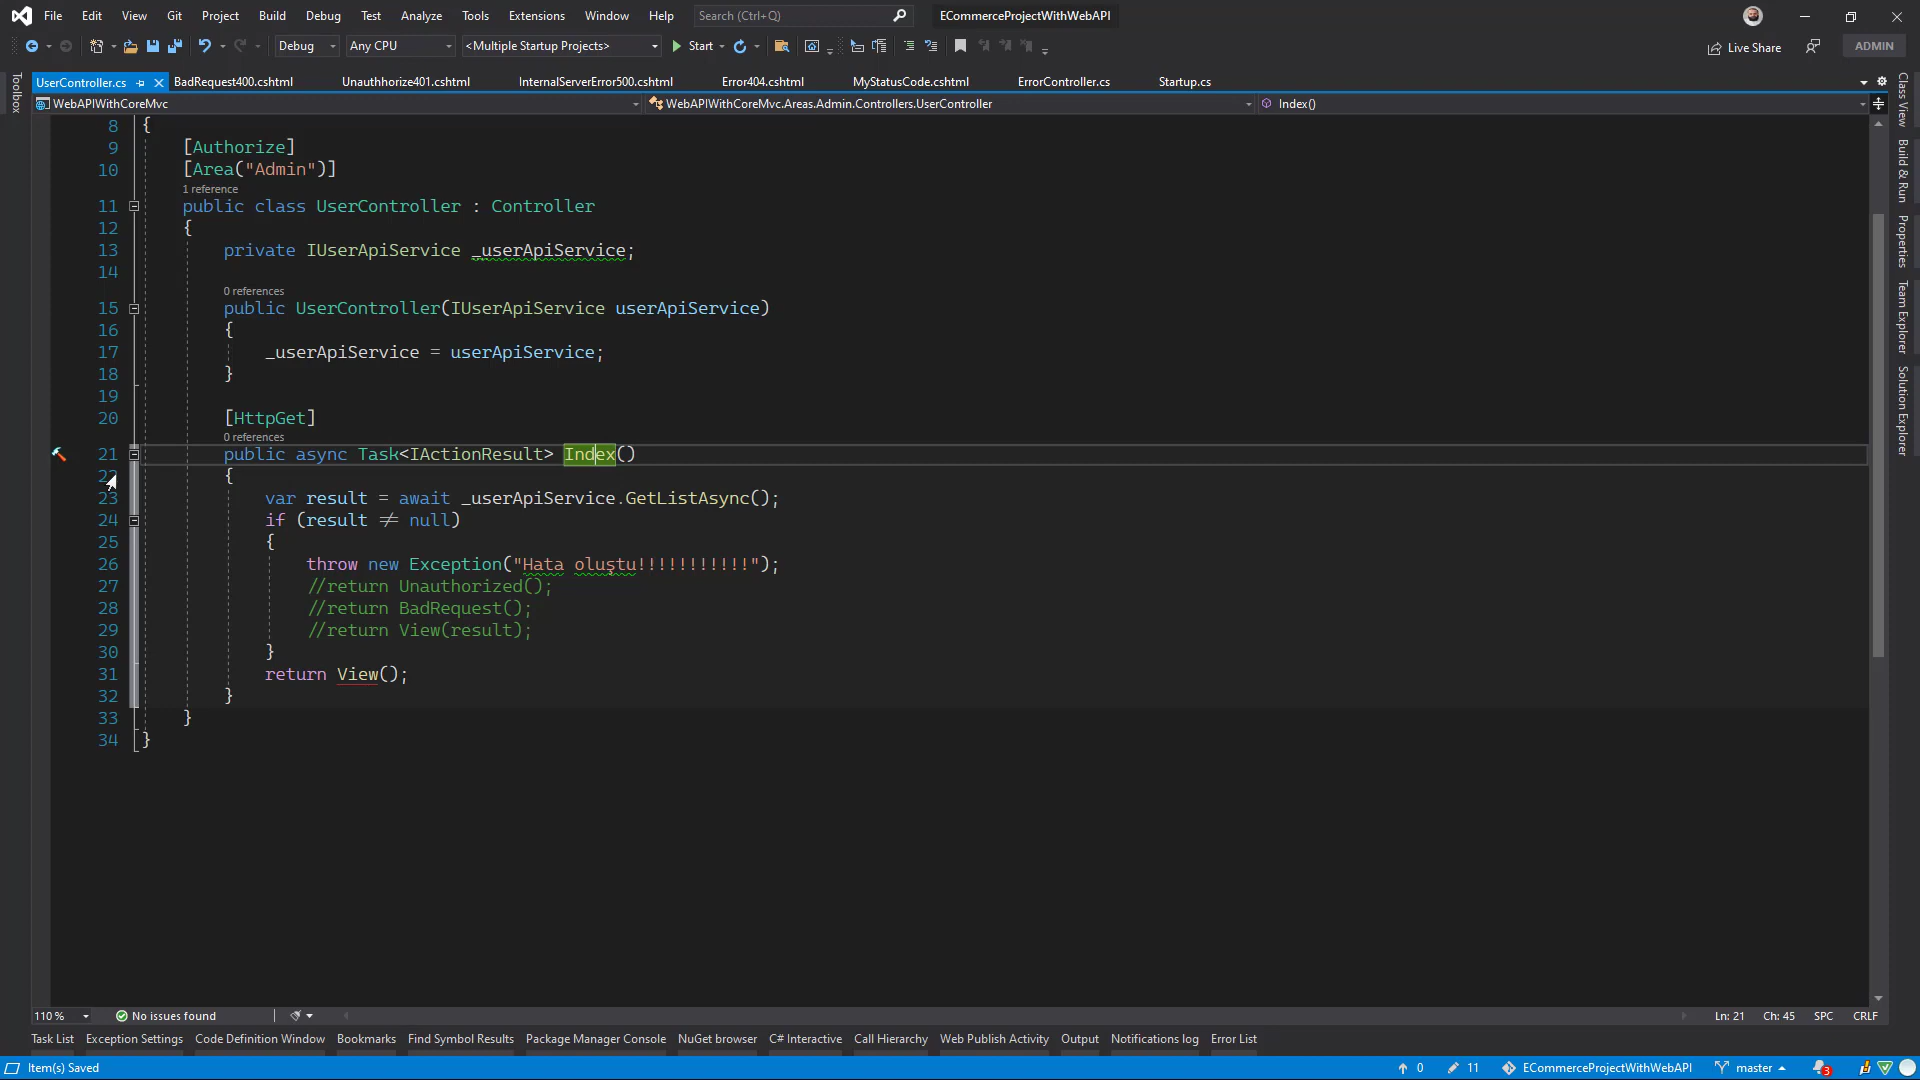 File Edit View Git Project Build Debug Test Analyze Tools Extensions Window Help Search (Ctrl+Q) ECommerceProjectWithWebAPI
Debug Any CPU <Multiple Startup Projects> Start Live Share ADMIN
UserController.cs BadRequest400.cshtml Unauthhorize401.cshtml InternalServerError500.cshtml Error404.cshtml MyStatusCode.cshtml ErrorController.cs Startup.cs
WebAPIWithCoreMvc WebAPIWithCoreMvc.Areas.Admin.Controllers.UserController Index()
Toolbox
8 {
9 [Authorize]
10 [Area("Admin")]
1 reference
11 public class UserController : Controller
12 {
13 private IUserApiService _userApiService;
14
0 references
15 public UserController(IUserApiService userApiService)
16 {
17 _userApiService = userApiService;
18 }
19
20 [HttpGet]
0 references
21 public async Task<IActionResult> Index()
22 {
23 var result = await _userApiService.GetListAsync();
24 if (result ≠ null)
25 {
26 throw new Exception("Hata oluştu!!!!!!!!!!!");
27 //return Unauthorized();
28 //return BadRequest();
29 //return View(result);
30 }
31 return View();
32 }
33 }
34 }
Class View
Build & Run
Properties
Team Explorer
Solution Explorer
110 % No issues found Ln: 21 Ch: 45 SPC CRLF
Task List Exception Settings Code Definition Window Bookmarks Find Symbol Results Package Manager Console NuGet browser C# Interactive Call Hierarchy Web Publish Activity Output Notifications log Error List
Item(s) Saved 0 11 ECommerceProjectWithWebAPI master 3